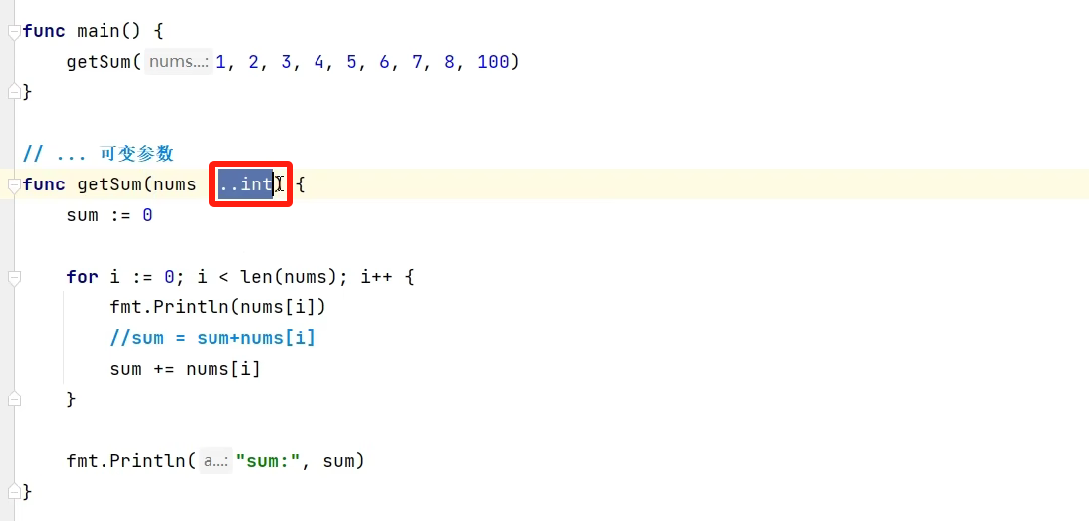 func main() {
getSum(nums...: 1, 2, 3, 4, 5, 6, 7, 8, 100)
}
// ... 可变参数
func getSum(nums ..int) {
sum := 0
for i := 0; i < len(nums); i++ {
fmt.Println(nums[i])
//sum = sum+nums[i]
sum += nums[i]
}
fmt.Println(a...: "sum:", sum)
}